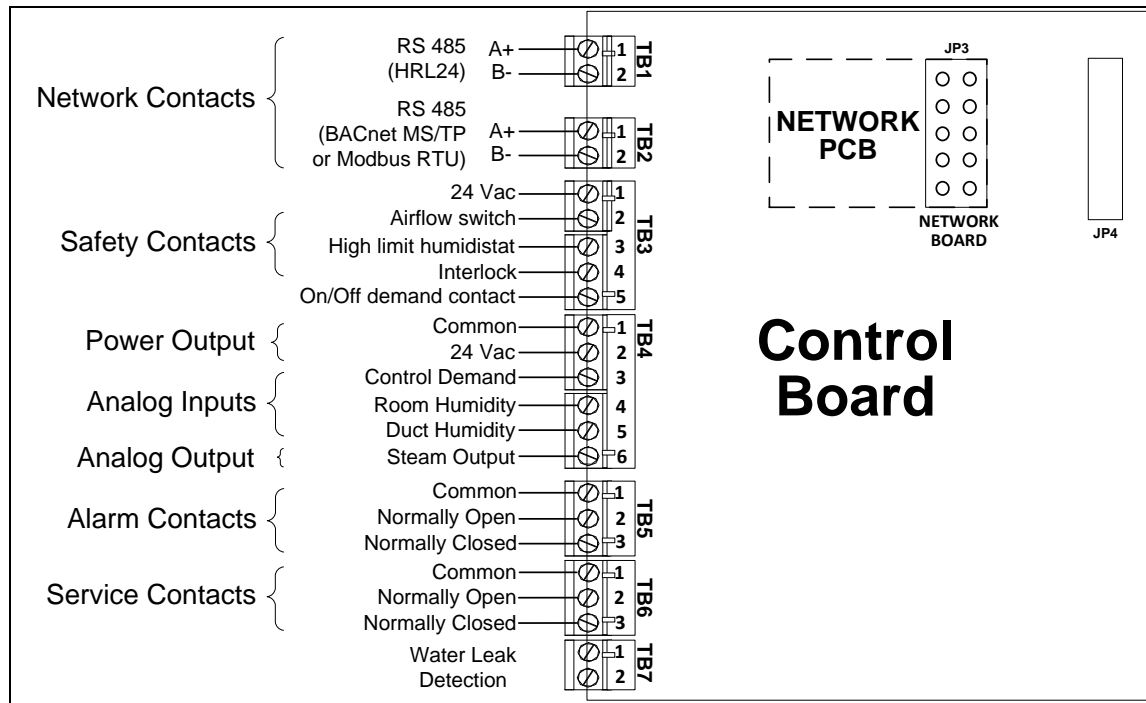 Network Contacts
RS 485
(HRL24)
A+
B-
1
2
TB1
RS 485
(BACnet MS/TP
or Modbus RTU)
A+
B-
1
2
TB2
Safety Contacts
24 Vac
Airflow switch
High limit humidistat
Interlock
On/Off demand contact
1
2
3
4
5
TB3
Power Output
Analog Inputs
Analog Output
Common
24 Vac
Control Demand
Room Humidity
Duct Humidity
Steam Output
1
2
3
4
5
6
TB4
Alarm Contacts
Common
Normally Open
Normally Closed
1
2
3
TB5
Service Contacts
Common
Normally Open
Normally Closed
1
2
3
TB6
Water Leak
Detection
1
2
TB7
JP3
NETWORK
PCB
NETWORK
BOARD
JP4
Control
Board